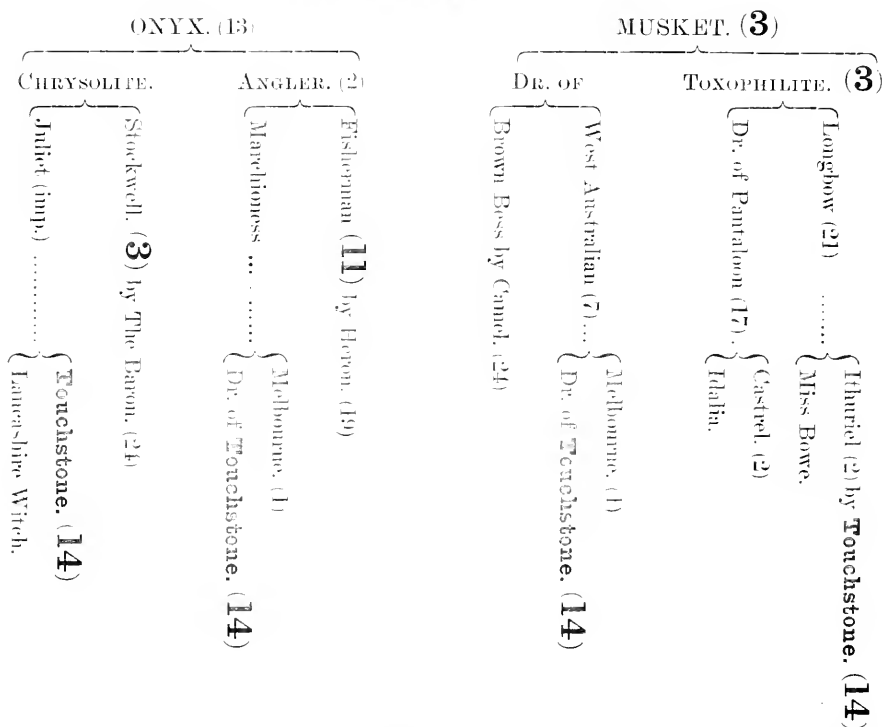 ONYX. (13)
MUSKET. (3)
CHRYSOLITE.
ANGLER. (2)
DR. OF
TOXOPHILITE. (3)
Juliet (imp.) ............
Stockwell. (3) by The Baron. (24)
Marchioness ... . .......
Fisherman (11) by Heron. (19)
Brown Bess by Camel. (24)
West Australian (7) ...
Dr. of Pantaloon (17) .
Longbow (21) .......
Lancashire Witch.
Touchstone. (14)
Dr. of Touchstone. (14)
Melbourne. (1)
Dr. of Touchstone. (14)
Melbourne. (1)
Idalia.
Castrel. (2)
Miss Bowe.
Ithuriel (2) by Touchstone. (14)